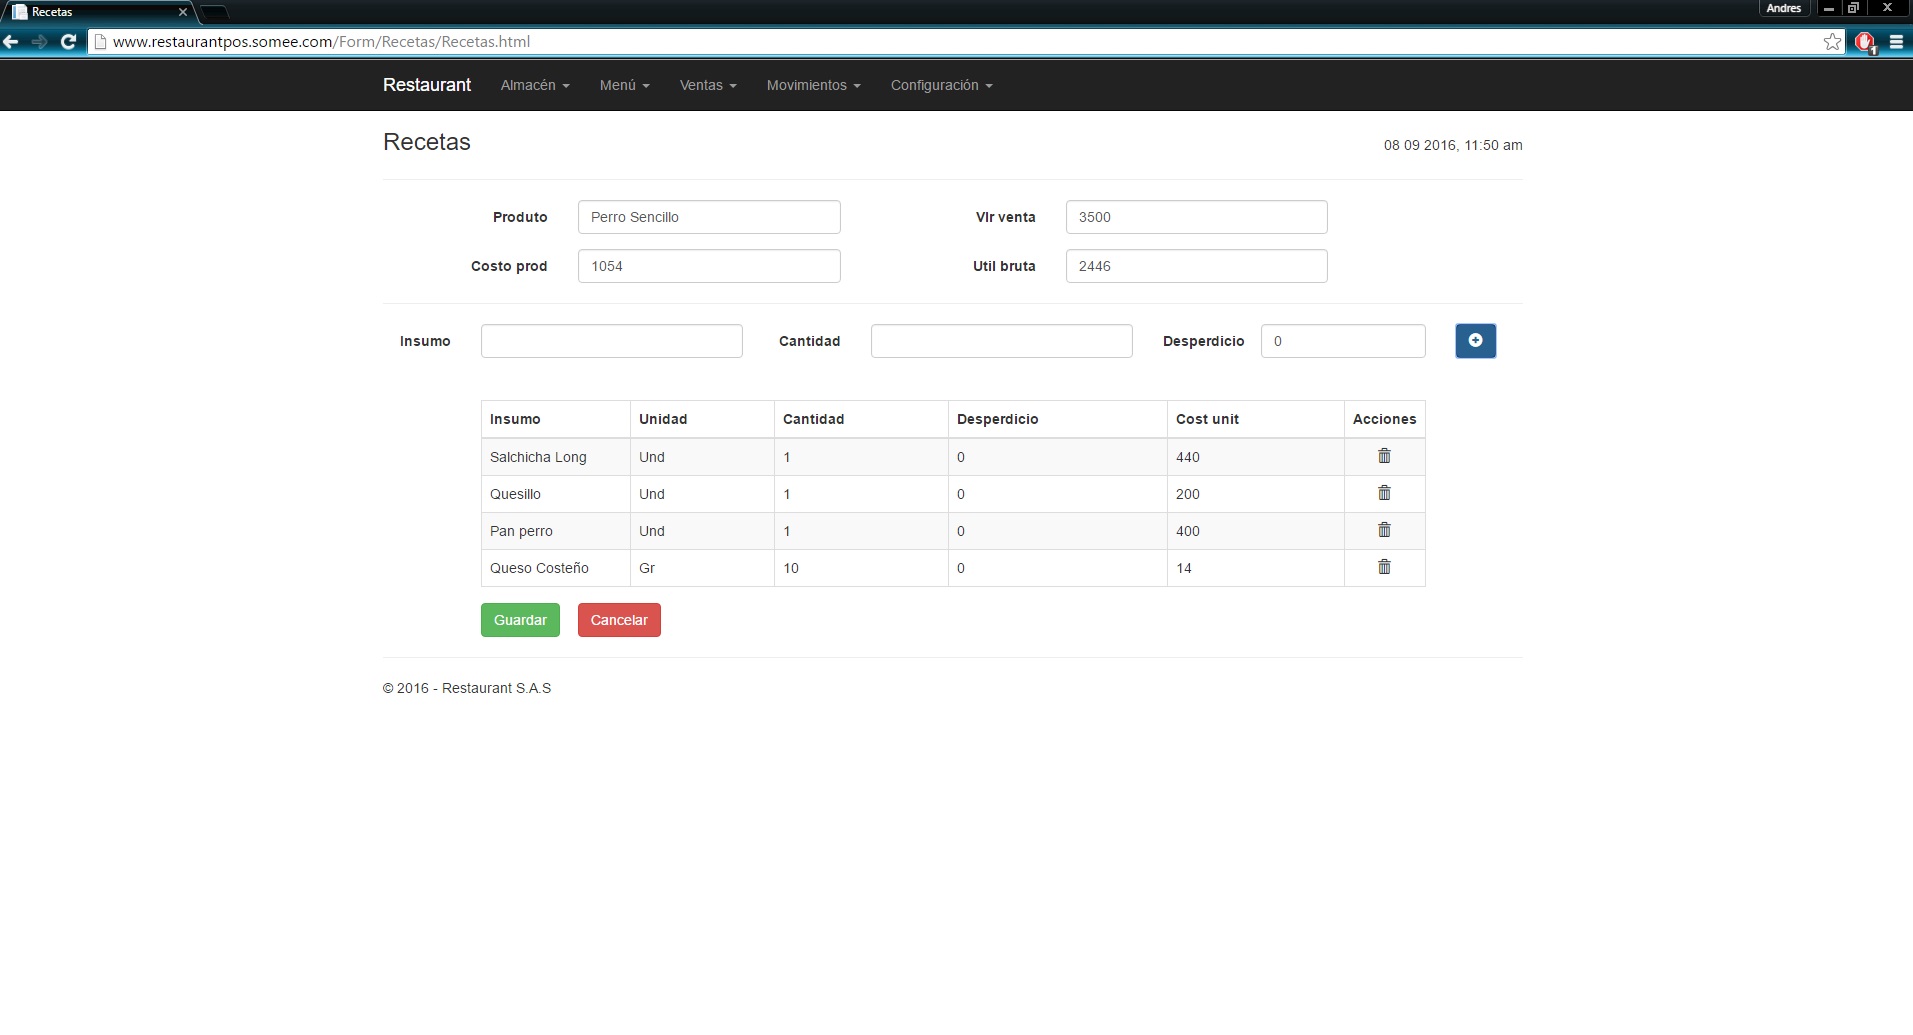 Recetas
Andres
www.restaurantpos.somee.com/Form/Recetas/Recetas.html
1
Restaurant Almacén Menú Ventas Movimientos Configuración
Recetas 08 09 2016, 11:50 am
Produto Perro Sencillo Vlr venta 3500
Costo prod 1054 Util bruta 2446
Insumo Cantidad Desperdicio 0
Insumo Unidad Cantidad Desperdicio Cost unit Acciones
Salchicha Long Und 1 0 440
Quesillo Und 1 0 200
Pan perro Und 1 0 400
Queso Costeño Gr 10 0 14
Guardar Cancelar
© 2016 - Restaurant S.A.S